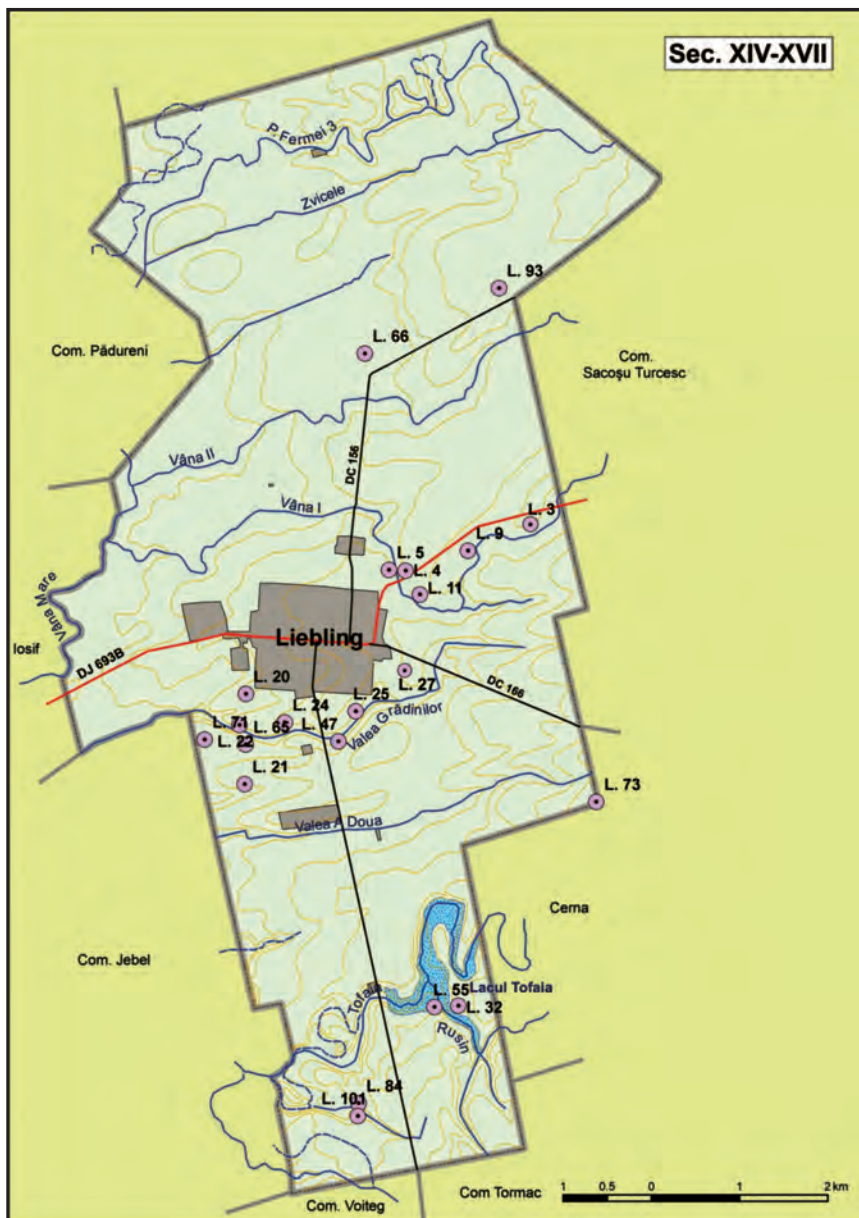 Sec. XIV-XVII
P. Fermei 3
Zvicele
L. 93
L. 66
Com. Pădureni
Com.
Sacoşu Turcesc
Vâna II
DC 156
Vâna I
L. 3
L. 9
L. 5
L. 4
L. 11
Vâna Mare
Liebling
Iosif
DJ 693B
L. 27
DC 166
L. 20
L. 25
L. 24
L. 71
L. 65
L. 47
Valea Grădinilor
L. 22
L. 21
L. 73
Valea A Doua
Cerna
Com. Jebel
L. 55
Lacul Tofaia
Tofaia
L. 32
Rusin
L. 84
L. 101
Com. Voiteg
Com Tormac
1 0.5 0 1 2 km